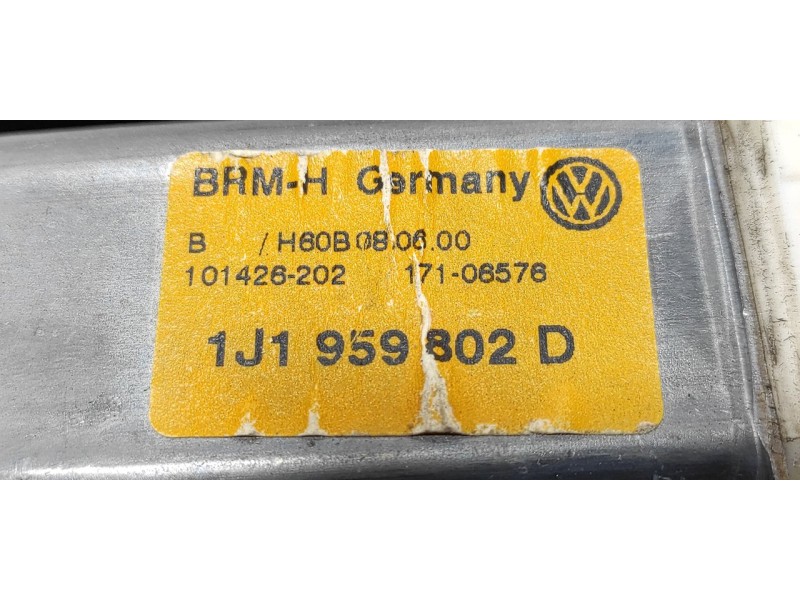 BRM-H Germany
B / H60B 08.06.00
101426-202 171-06576
1J1 959 802 D